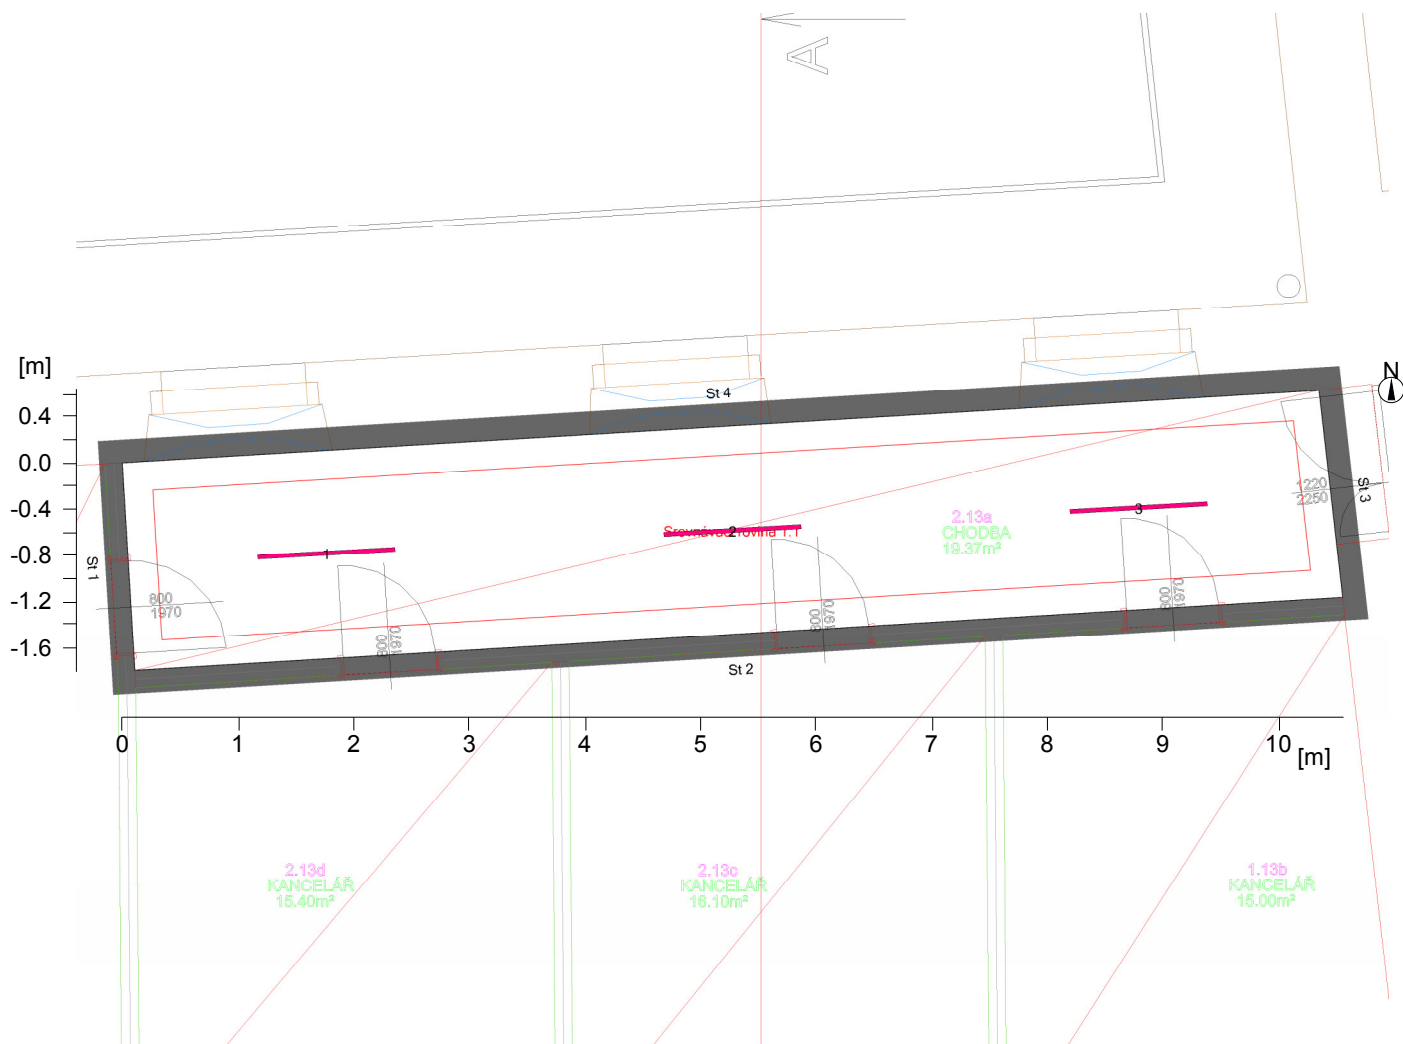 A
[m]
0.4
0.0
-0.4
-0.8
-1.2
-1.6
N
St 4
St 3
1220
2250
2.13a
CHODBA
19.37m²
3
2
Srovnávací rovina 1.1
1
St 1
800
1970
800
1970
800
1970
800
1970
St 2
0 1 2 3 4 5 6 7 8 9 10
[m]
2.13d
KANCELÁŘ
15.40m²
2.13c
KANCELÁŘ
16.10m²
1.13b
KANCELÁŘ
15.00m²